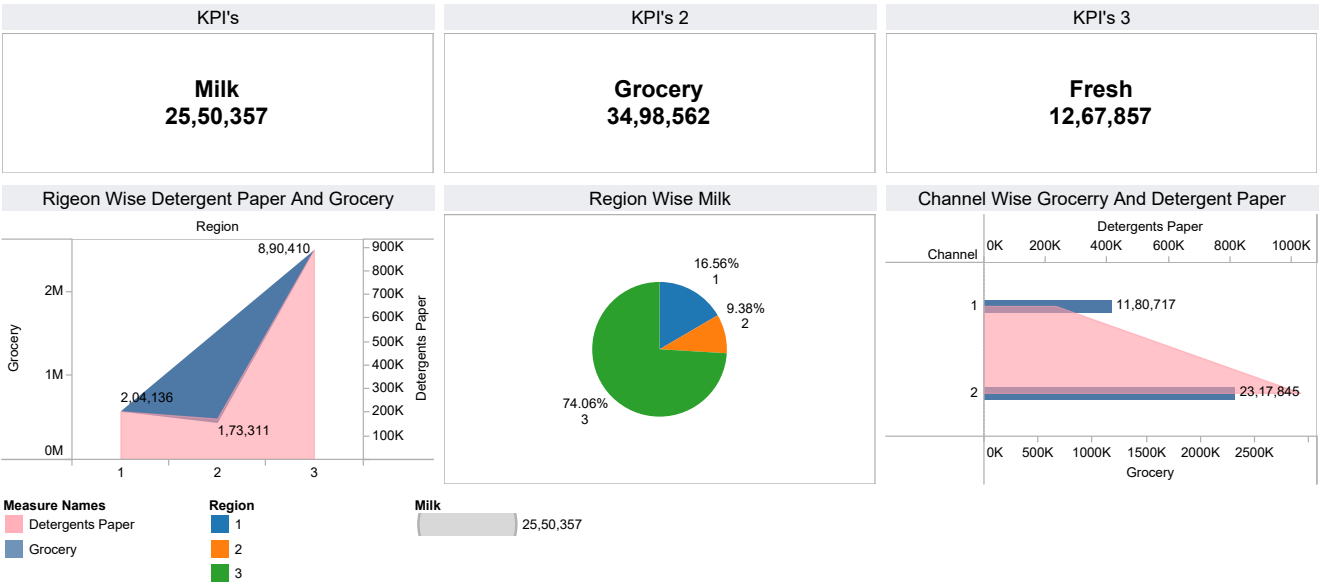 KPI's
KPI's 2
KPI's 3
Milk
25,50,357
Grocery
34,98,562
Fresh
12,67,857
Rigeon Wise Detergent Paper And Grocery
Region
8,90,410
2,04,136
1,73,311
Grocery
2M
1M
0M
900K
800K
700K
600K
500K
400K
300K
200K
100K
Detergents Paper
1 2 3
Region Wise Milk
16.56%
1
9.38%
2
74.06%
3
Channel Wise Grocerry And Detergent Paper
Detergents Paper
Channel
0K 200K 400K 600K 800K 1000K
1 11,80,717
2 23,17,845
0K 500K 1000K 1500K 2000K 2500K
Grocery
Measure Names
Detergents Paper
Grocery
Region
1
2
3
Milk
25,50,357